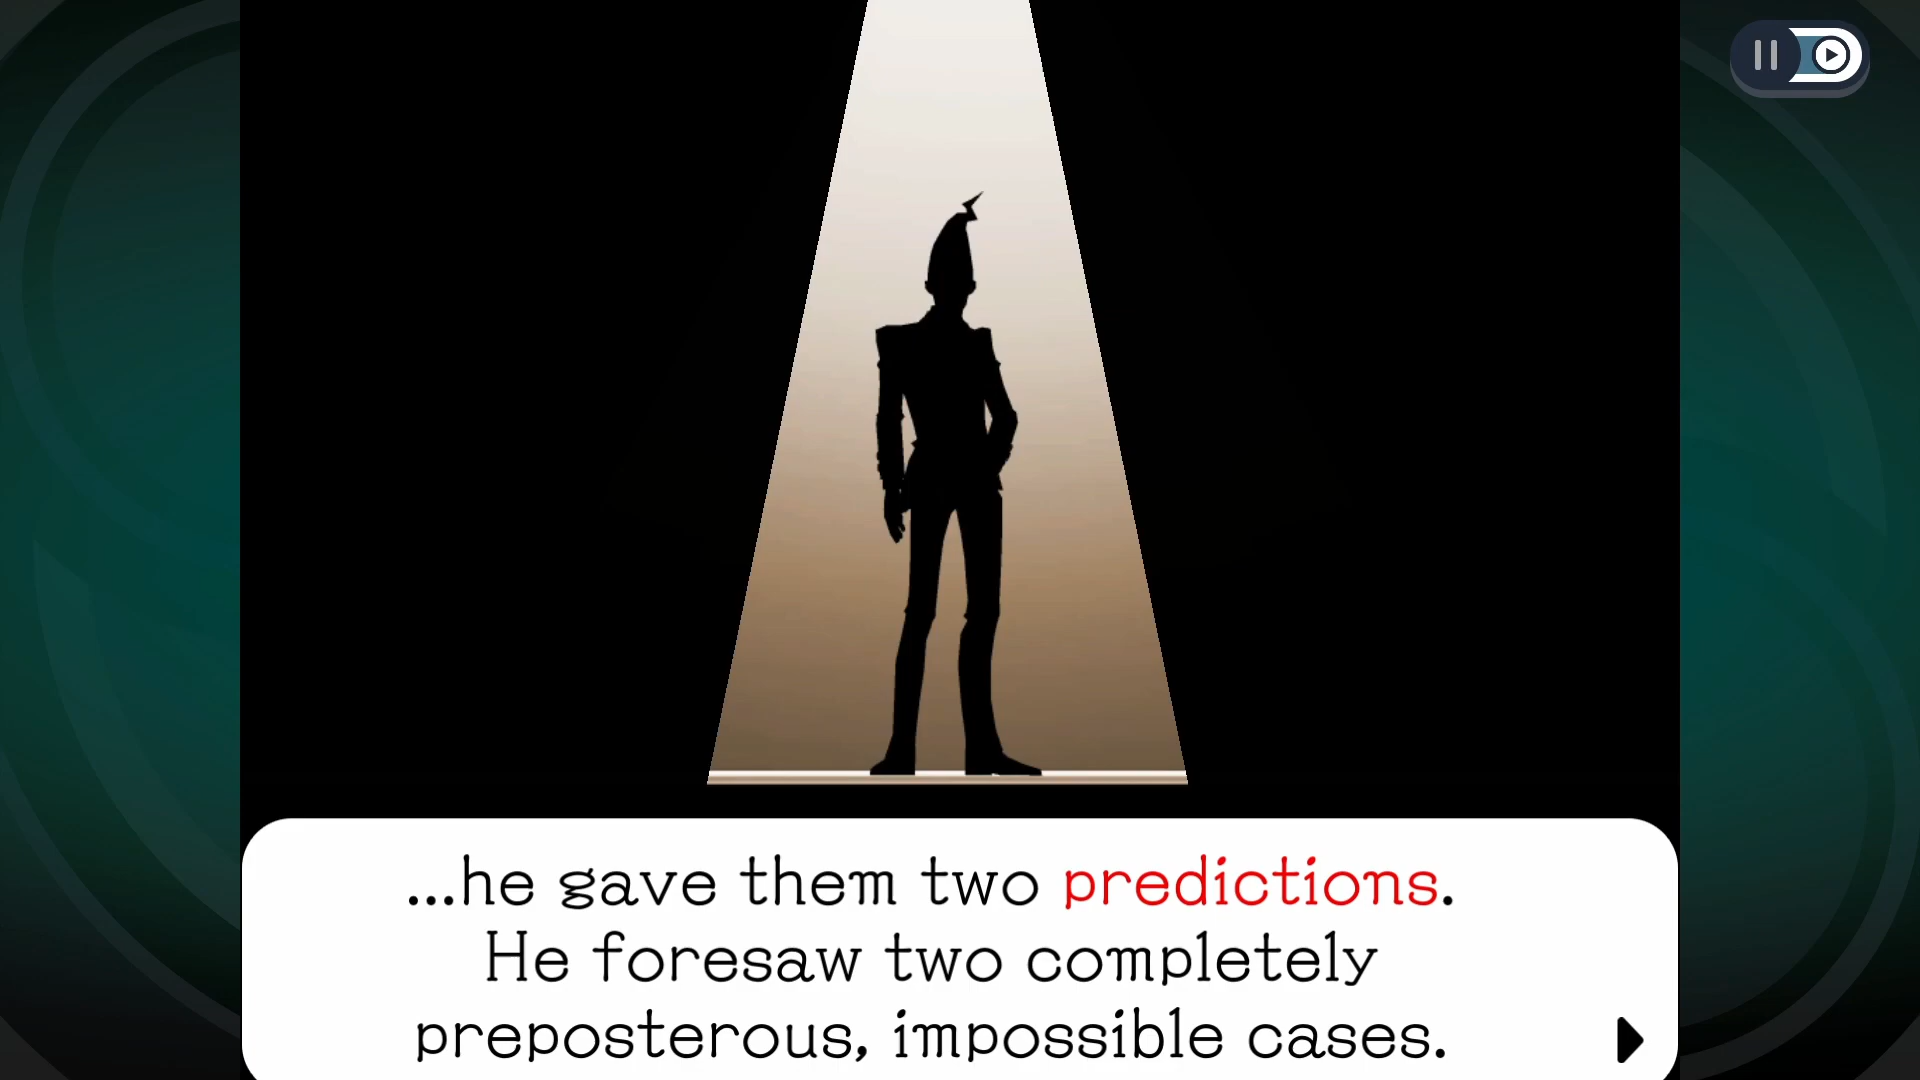 ...he gave them two predictions.
He foresaw two completely
preposterous, impossible cases.